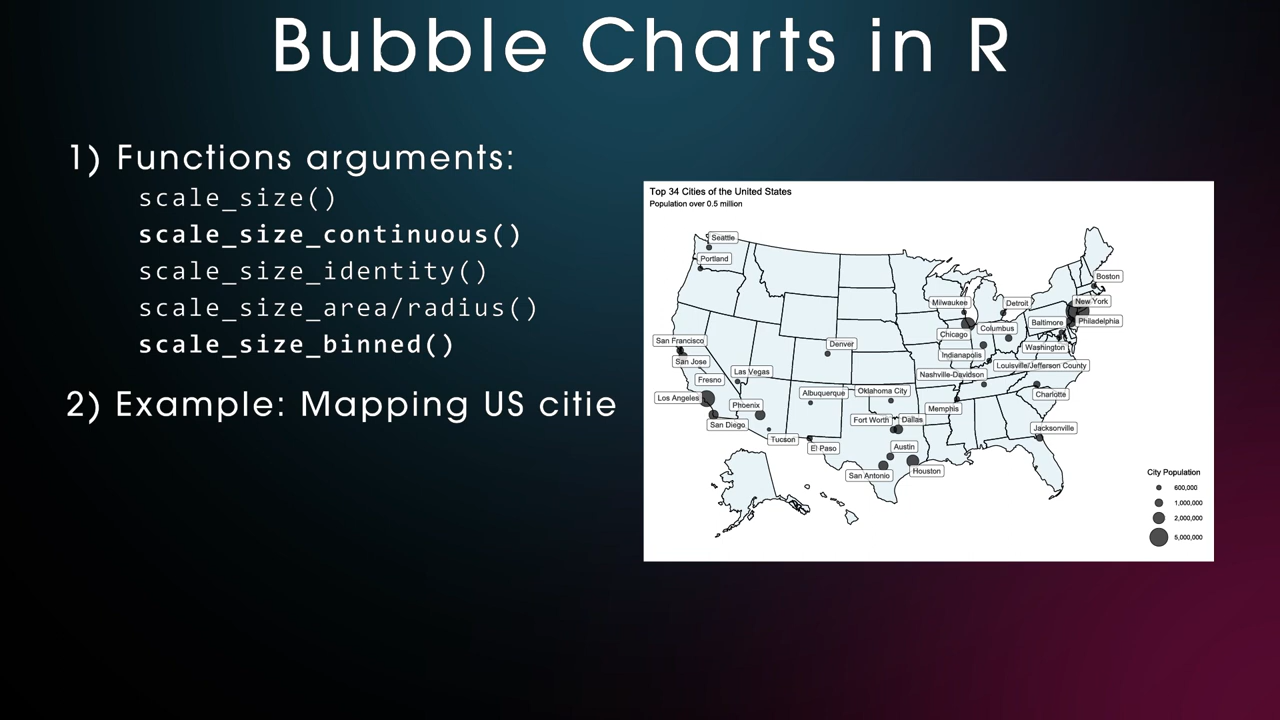 Bubble Charts in R
1) Functions arguments:
scale_size()
scale_size_continuous()
scale_size_identity()
scale_size_area/radius()
scale_size_binned()
2) Example: Mapping US citie
Top 34 Cities of the United States
Population over 0.5 million
Seattle
Portland
Boston
Milwaukee
Detroit
New York
Chicago
Columbus
Baltimore
Philadelphia
San Francisco
Denver
Indianapolis
Washington
San Jose
Louisville/Jefferson County
Las Vegas
Nashville-Davidson
Fresno
Los Angeles
Albuquerque
Oklahoma City
Charlotte
Phoenix
Memphis
San Diego
Fort Worth
Dallas
Jacksonville
Tucson
El Paso
Austin
San Antonio
Houston
City Population
600,000
1,000,000
2,000,000
5,000,000